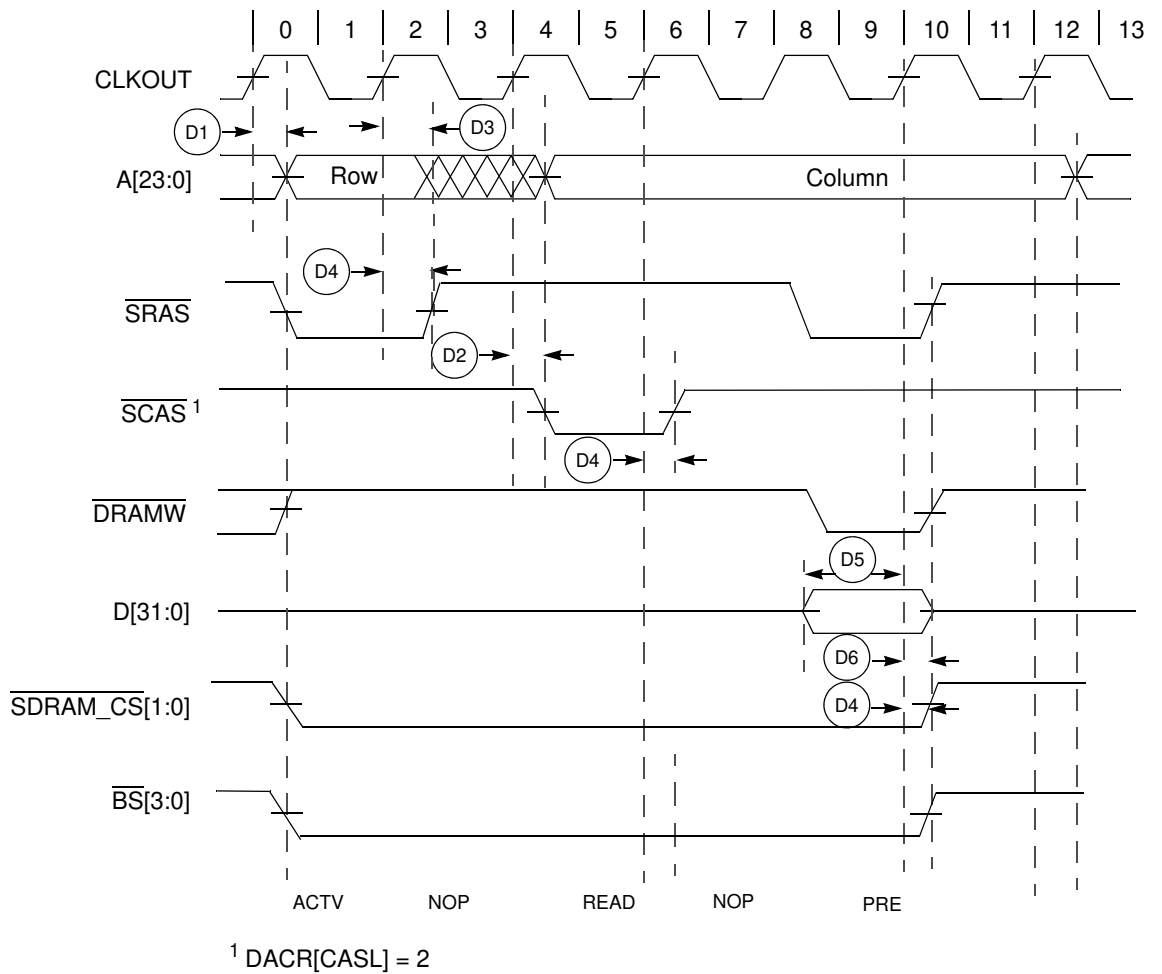 0 1 2 3 4 5 6 7 8 9 10 11 12 13
CLKOUT
D1
D3
A[23:0]
Row
Column
D4
SRAS
D2
SCAS 1
D4
DRAMW
D5
D[31:0]
D6
SDRAM_CS[1:0]
D4
BS[3:0]
ACTV NOP READ NOP PRE
1 DACR[CASL] = 2